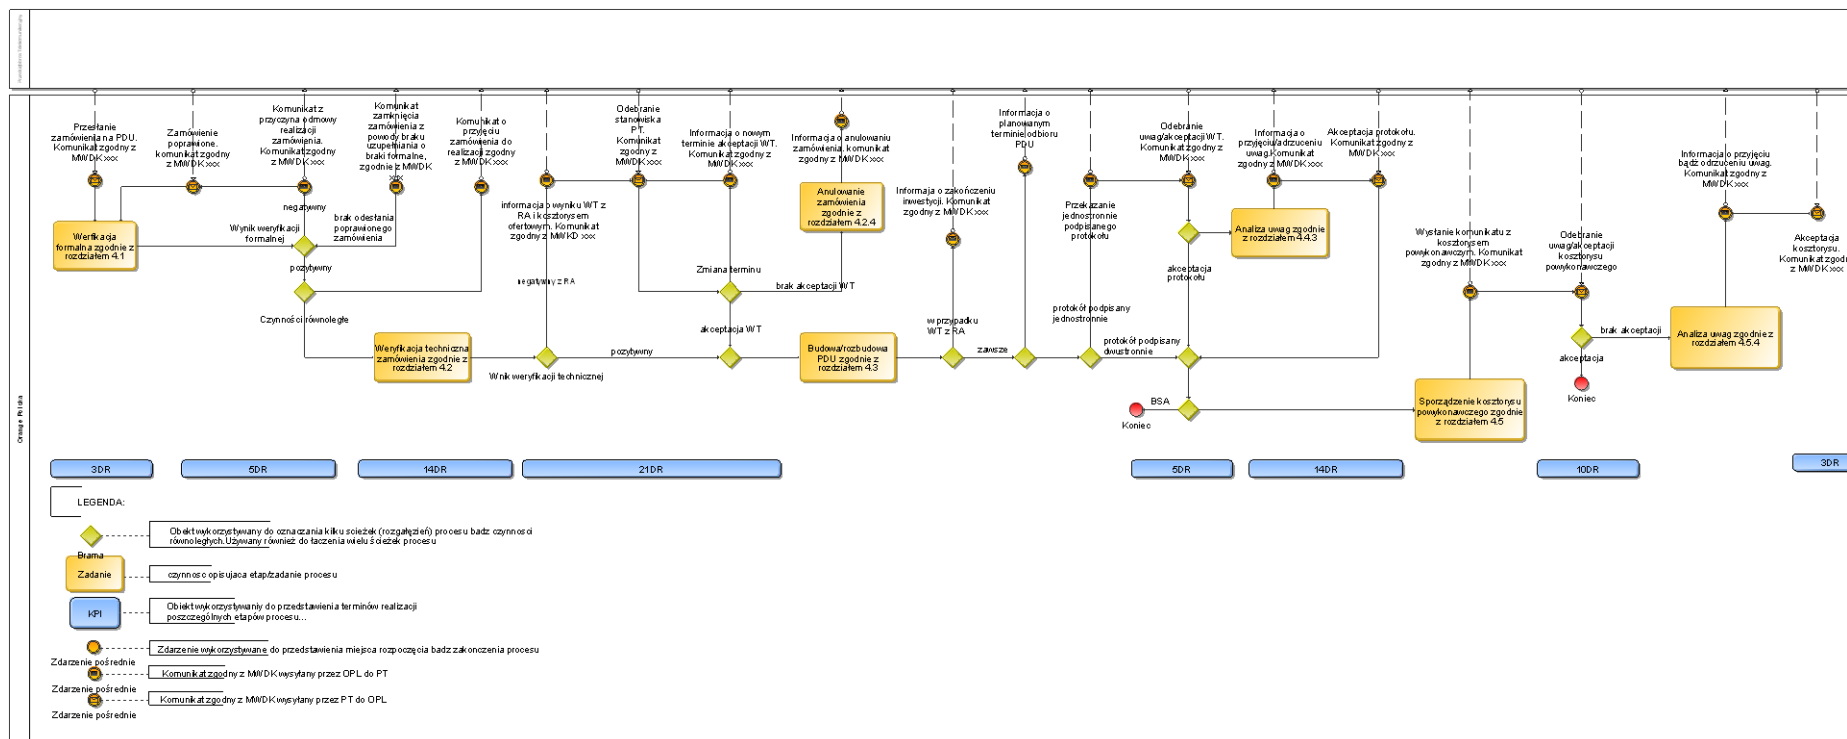 Przesłanie
zamówienia na PDU.
Komunikat zgodny z
MWDK xxx
Zamówienie
poprawione.
komunikat zgodny
z MWDK xxx
Komunikat z
przyczyna odmowy
realizacji
zamówienia.
Komunikat zgodny
z MWDK xxx
Komunikat
zamknięcia
zamówienia z
powody braku
uzupełniania o
braki formalne,
zgodnie z MWDK
xxx
Komunikat o
przyjęciu
zamówienia do
realizacji zgodny
z MWDK xxx
informacja o wyniku WT z
RA i kosztorysem
ofertowym. Komunikat
zgodny z MWKD xxx
Odebranie
stanowiska
PT.
Komunikat
zgodny z
MWDK xxx
Informacja o nowym
terminie akceptacji WT.
Komunikat zgodny z
MWDK xxx
Informacja o anulowaniu
zamówienia. komunikat
zgodny z MWDK xxx
Informaja o zakończeniu
inwestycji. Komunikat
zgodny z MWDK xxx
Informacja o
planowanym
terminie odbioru
PDU
Przekazanie
jednostronnie
podpisanego
protokołu
Odebranie
uwag/akceptacji WT.
Komunikat zgodny z
MWDK xxx
Informacja o
przyjęciu/odrzuceniu
uwag.Komunikat
zgodny z MWDK xxx
Akceptacja protokołu.
Komunikat zgodny z
MWDK xxx
Wysłanie komunikatu z
kosztorysem
powykonawczym. Komunikat
zgodny z MWDK xxx
Odebranie
uwag/akceptacji
kosztorysu
powykonawczego
Informacja o przyjęciu
bądź odrzuceniu uwag.
Komunikat zgodny z
MWDK xxx
Akceptacja
kosztorysu.
Komunikat zgodn
z MWDK xxx
Werfikacja
formalna zgodnie z
rozdziałem 4.1
Wynik weryfikacji
formalnej
negatywny
brak odesłania
poprawionego
zamówienia
pozytywny
Czynności równoległe
Weryfikacja techniczna
zamówienia zgodnie z
rozdziałem 4.2
negatywny z RA
Wnik weryfikacji technicznej
pozytywny
Zmiana terminu
brak akceptacji WT
akceptacja WT
Anulowanie
zamówienia
zgodnie z
rozdziałem 4.2.4
Budowa/rozbudowa
PDU zgodnie z
rozdziałem 4.3
w przypadku
WT z RA
zawsze
protokół podpisany
jednostronnie
protokół podpisany
dwustronnie
akceptacja
protokołu
Analiza uwag zgodnie
z rozdziałem 4.4.3
BSA
Koniec
Sporządzenie kosztorysu
powykonawczego zgodnie
z rozdziałem 4.5
brak akceptacji
akceptacja
Koniec
Analiza uwag zgodnie z
rozdziałem 4.5.4
Orange Polska
3DR
5DR
14DR
21DR
5DR
14DR
10DR
3DR
LEGENDA:
Brama
Obiekt wykorzystywany do oznaczania kilku scieżek (rozgałęzień) procesu badz czynnosci
równoległych.Używany również do łaczenia wielu ścieżek procesu
Zadanie
czynnosc opisujaca etap/zadanie procesu
KPI
Obiekt wykorzystywaniy do przedstawienia terminów realizacji
poszczególnych etapów procesu...
Zdarzenie pośrednie
Zdarzenie wykorzystywane do przedstawienia miejsca rozpoczęcia badz zakonczenia procesu
Zdarzenie pośrednie
Komunikat zgodny z MWDK wysyłany przez OPL do PT
Zdarzenie pośrednie
Komunikat zgodny z MWDK wysyłany przez PT do OPL